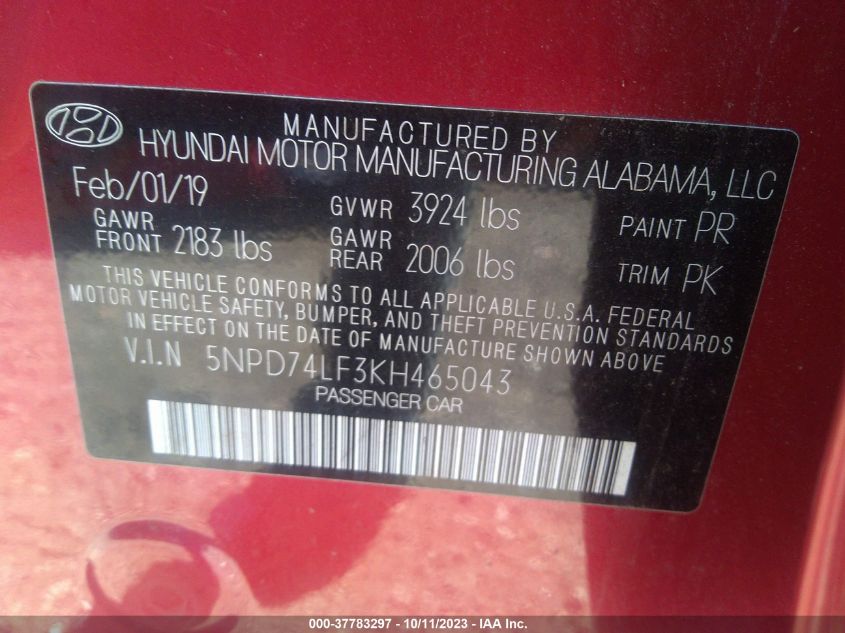 MANUFACTURED BY
HYUNDAI MOTOR MANUFACTURING ALABAMA, LLC
Feb/01/19 GVWR 3924 lbs PAINT PR
GAWR FRONT 2183 lbs GAWR REAR 2006 lbs TRIM PK
THIS VEHICLE CONFORMS TO ALL APPLICABLE U.S.A. FEDERAL
MOTOR VEHICLE SAFETY, BUMPER, AND THEFT PREVENTION STANDARDS
IN EFFECT ON THE DATE OF MANUFACTURE SHOWN ABOVE
V.I.N 5NPD74LF3KH465043
PASSENGER CAR
000-37783297 - 10/11/2023 - IAA Inc.